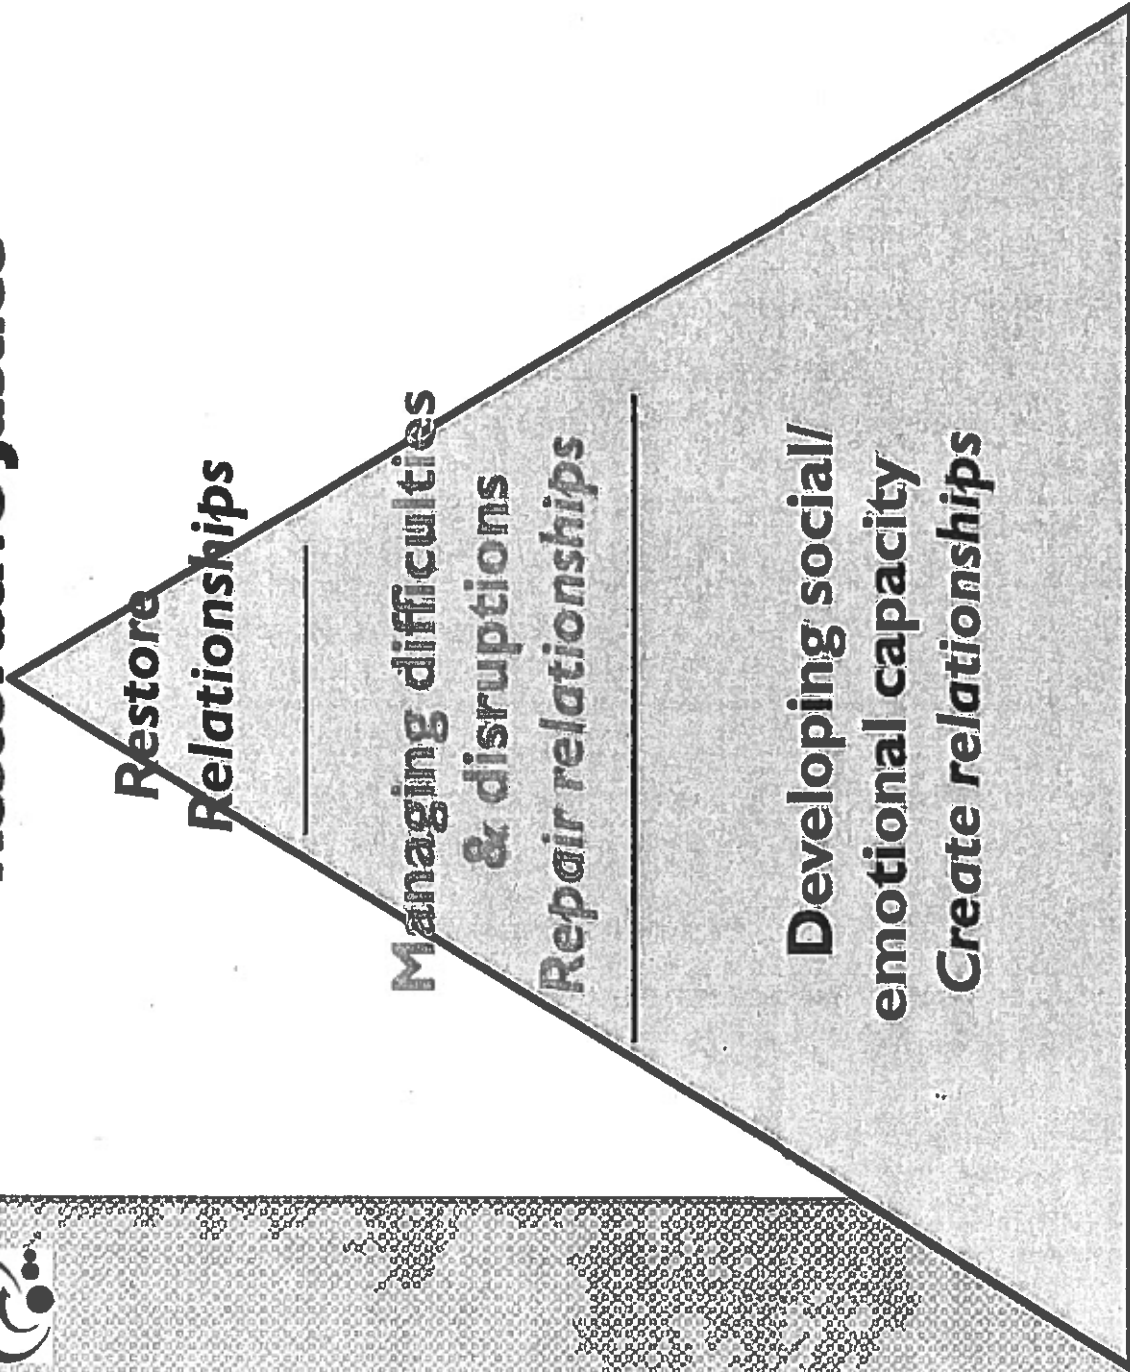 Restore
Relationships
Managing difficulties
& disruptions
Repair relationships
Developing social/
emotional capacity
Create relationships